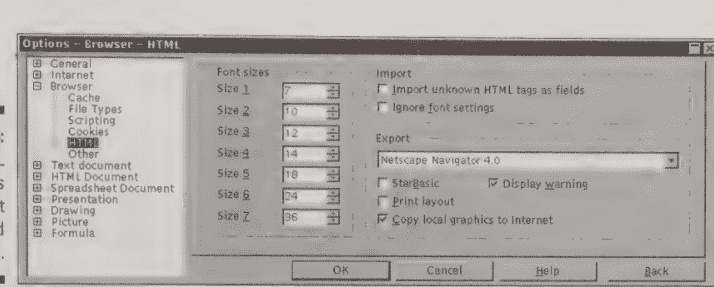 Options – Browser – HTML
General
Internet
Browser
Cache
File Types
Scripting
Cookies
HTML
Other
Text document
HTML Document
Spreadsheet Document
Presentation
Drawing
Picture
Formula
Font sizes
Size 1 7
Size 2 10
Size 3 12
Size 4 14
Size 5 18
Size 6 24
Size 7 36
Import
Import unknown HTML tags as fields
Ignore font settings
Export
Netscape Navigator 4.0
StarBasic Display warning
Print layout
Copy local graphics to Internet
OK Cancel Help Back